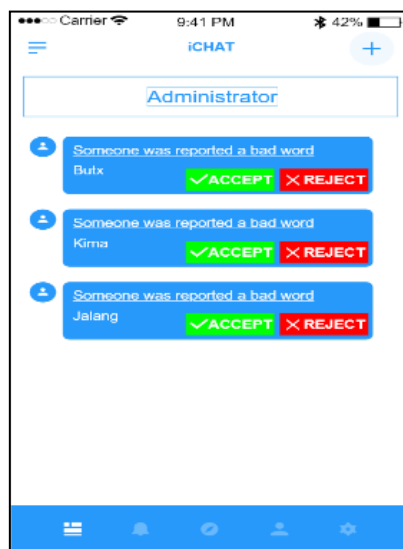 Carrier 9:41 PM 42%
iCHAT
Administrator
Someone was reported a bad word
Butx
ACCEPT REJECT
Someone was reported a bad word
Kima
ACCEPT REJECT
Someone was reported a bad word
Jalang
ACCEPT REJECT